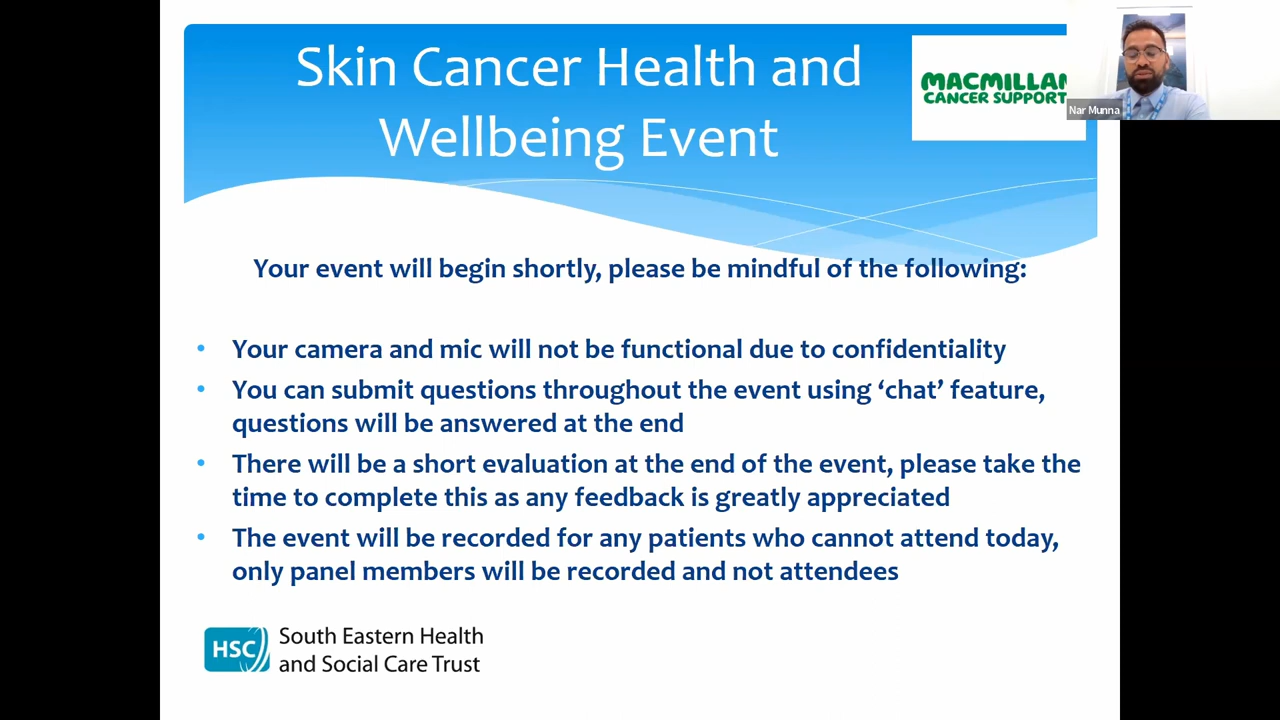 Skin Cancer Health and
Wellbeing Event
MACMILLAN
CANCER SUPPORT
Nar Munna
Your event will begin shortly, please be mindful of the following:
• Your camera and mic will not be functional due to confidentiality
• You can submit questions throughout the event using ‘chat’ feature,
questions will be answered at the end
• There will be a short evaluation at the end of the event, please take the
time to complete this as any feedback is greatly appreciated
• The event will be recorded for any patients who cannot attend today,
only panel members will be recorded and not attendees
HSC
South Eastern Health
and Social Care Trust